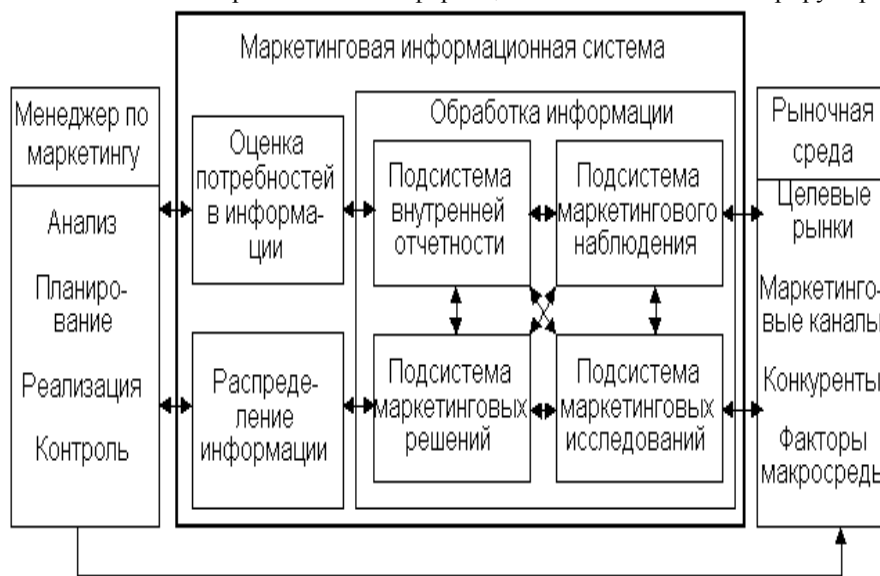 Маркетинговая информационная система
Менеджер по
маркетингу
Анализ
Планиро-
вание
Реализация
Контроль
Оценка
потребностей
в информа-
ции
Распреде-
ление
информации
Обработка информации
Подсистема
внутренней
отчетности
Подсистема
маркетингового
наблюдения
Подсистема
маркетинговых
решений
Подсистема
маркетинговых
исследований
Рыночная
среда
Целевые
рынки
Маркетинго-
вые каналы
Конкуренты
Факторы
макросреды